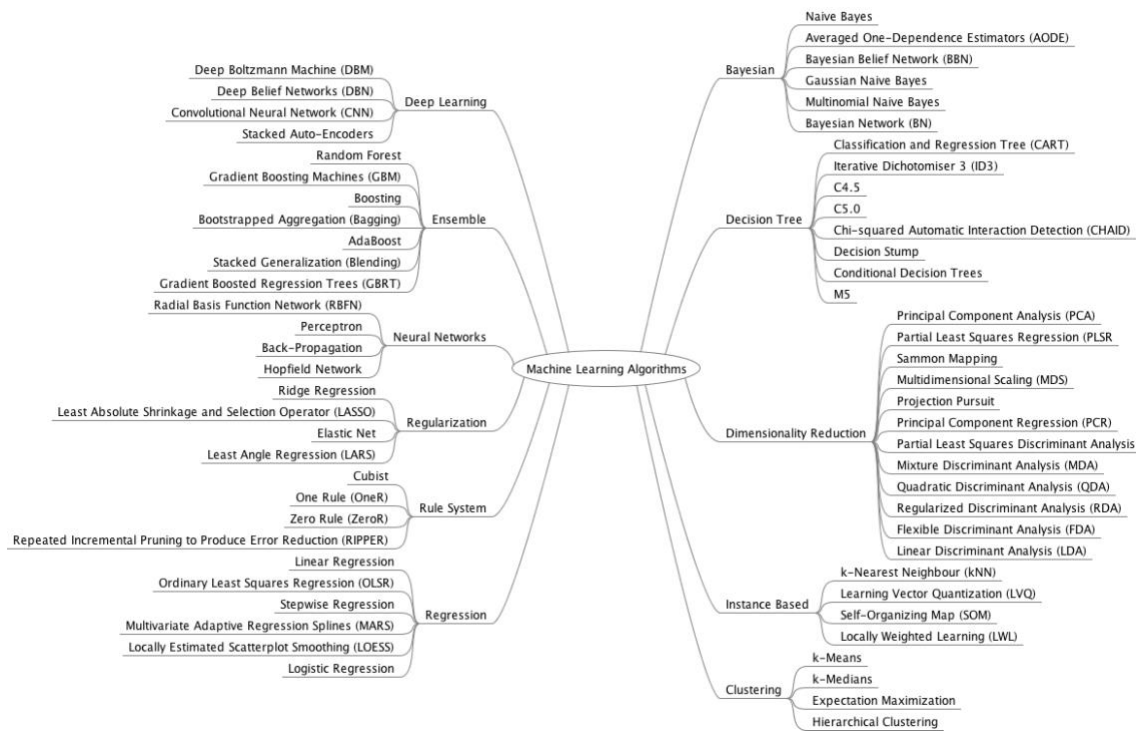 Deep Boltzmann Machine (DBM)
Deep Belief Networks (DBN)
Convolutional Neural Network (CNN)
Stacked Auto-Encoders
Deep Learning
Random Forest
Gradient Boosting Machines (GBM)
Boosting
Bootstrapped Aggregation (Bagging)
AdaBoost
Stacked Generalization (Blending)
Gradient Boosted Regression Trees (GBRT)
Ensemble
Radial Basis Function Network (RBFN)
Perceptron
Back-Propagation
Hopfield Network
Neural Networks
Ridge Regression
Least Absolute Shrinkage and Selection Operator (LASSO)
Elastic Net
Least Angle Regression (LARS)
Regularization
Cubist
One Rule (OneR)
Zero Rule (ZeroR)
Repeated Incremental Pruning to Produce Error Reduction (RIPPER)
Rule System
Linear Regression
Ordinary Least Squares Regression (OLSR)
Stepwise Regression
Multivariate Adaptive Regression Splines (MARS)
Locally Estimated Scatterplot Smoothing (LOESS)
Logistic Regression
Regression
Machine Learning Algorithms
Bayesian
Naive Bayes
Averaged One-Dependence Estimators (AODE)
Bayesian Belief Network (BBN)
Gaussian Naive Bayes
Multinomial Naive Bayes
Bayesian Network (BN)
Decision Tree
Classification and Regression Tree (CART)
Iterative Dichotomiser 3 (ID3)
C4.5
C5.0
Chi-squared Automatic Interaction Detection (CHAID)
Decision Stump
Conditional Decision Trees
M5
Dimensionality Reduction
Principal Component Analysis (PCA)
Partial Least Squares Regression (PLSR
Sammon Mapping
Multidimensional Scaling (MDS)
Projection Pursuit
Principal Component Regression (PCR)
Partial Least Squares Discriminant Analysis
Mixture Discriminant Analysis (MDA)
Quadratic Discriminant Analysis (QDA)
Regularized Discriminant Analysis (RDA)
Flexible Discriminant Analysis (FDA)
Linear Discriminant Analysis (LDA)
Instance Based
k-Nearest Neighbour (kNN)
Learning Vector Quantization (LVQ)
Self-Organizing Map (SOM)
Locally Weighted Learning (LWL)
Clustering
k-Means
k-Medians
Expectation Maximization
Hierarchical Clustering